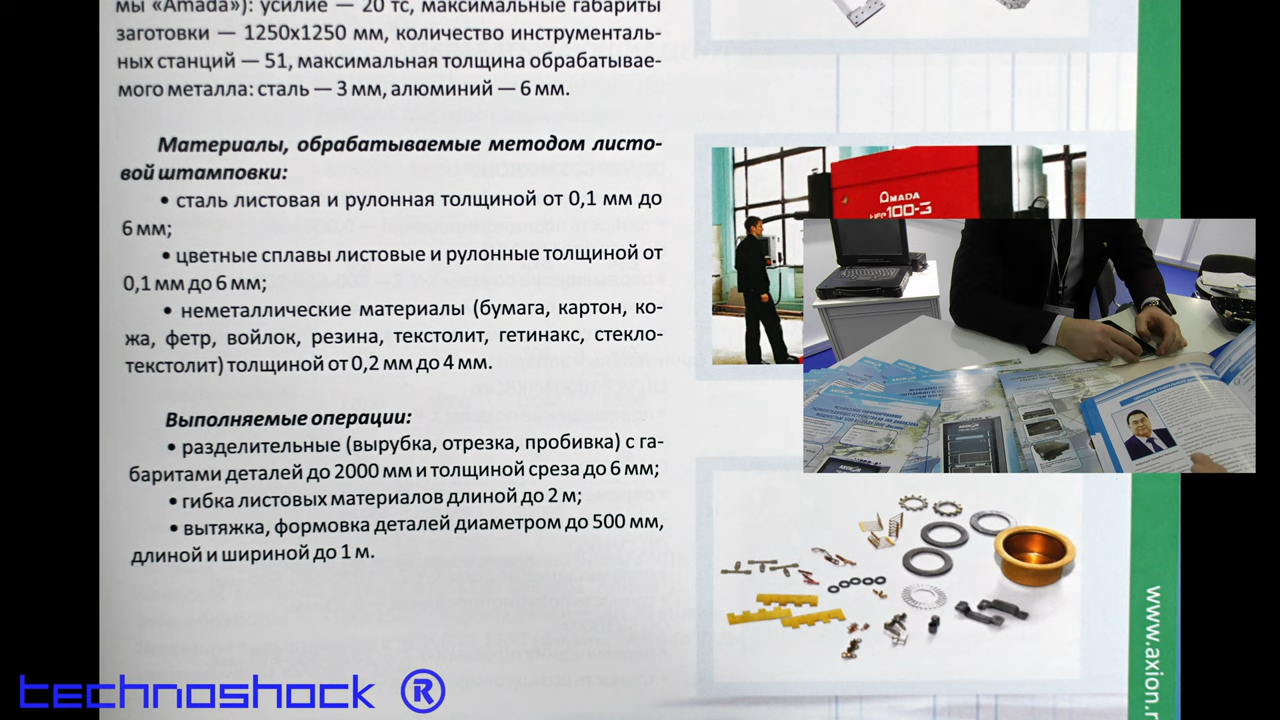 мы «Amada»): усилие — 20 тс, максимальные габариты
заготовки — 1250х1250 мм, количество инструменталь-
ных станций — 51, максимальная толщина обрабатывае-
мого металла: сталь — 3 мм, алюминий — 6 мм.
Материалы, обрабатываемые методом листо-
вой штамповки:
• сталь листовая и рулонная толщиной от 0,1 мм до
6 мм;
• цветные сплавы листовые и рулонные толщиной от
0,1 мм до 6 мм;
• неметаллические материалы (бумага, картон, ко-
жа, фетр, войлок, резина, текстолит, гетинакс, стекло-
текстолит) толщиной от 0,2 мм до 4 мм.
Выполняемые операции:
• разделительные (вырубка, отрезка, пробивка) с га-
баритами деталей до 2000 мм и толщиной среза до 6 мм;
• гибка листовых материалов длиной до 2 м;
• вытяжка, формовка деталей диаметром до 500 мм,
длиной и шириной до 1 м.
AMADA
100-3
www.axion.r
technoshock ®